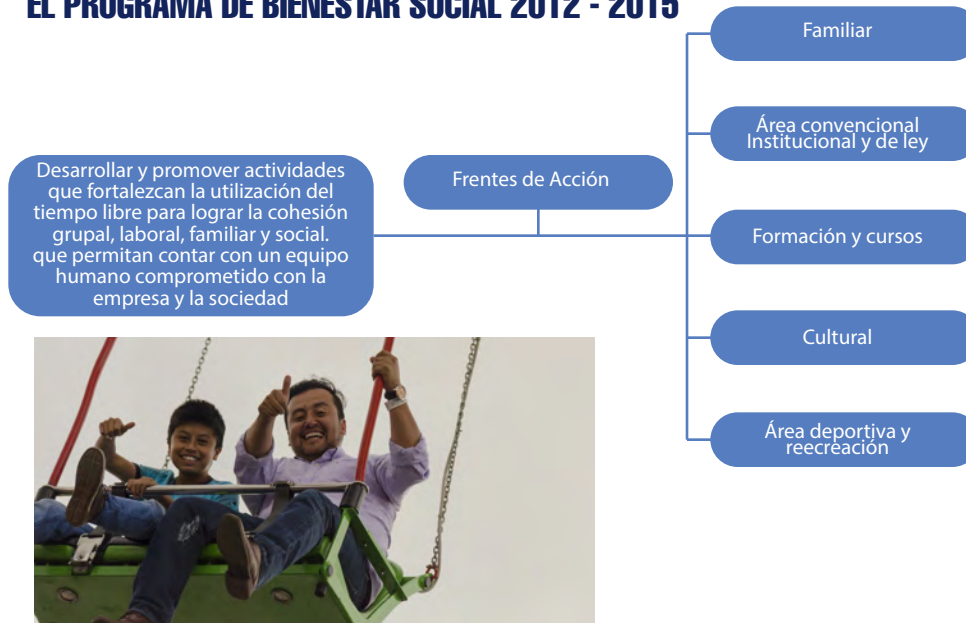 EL PROGRAMA DE BIENESTAR SOCIAL 2012 - 2015
Desarrollar y promover actividades
que fortalezcan la utilización del
tiempo libre para lograr la cohesión
grupal, laboral, familiar y social.
que permitan contar con un equipo
humano comprometido con la
empresa y la sociedad
Frentes de Acción
Familiar
Área convencional
Institucional y de ley
Formación y cursos
Cultural
Área deportiva y
reecreación